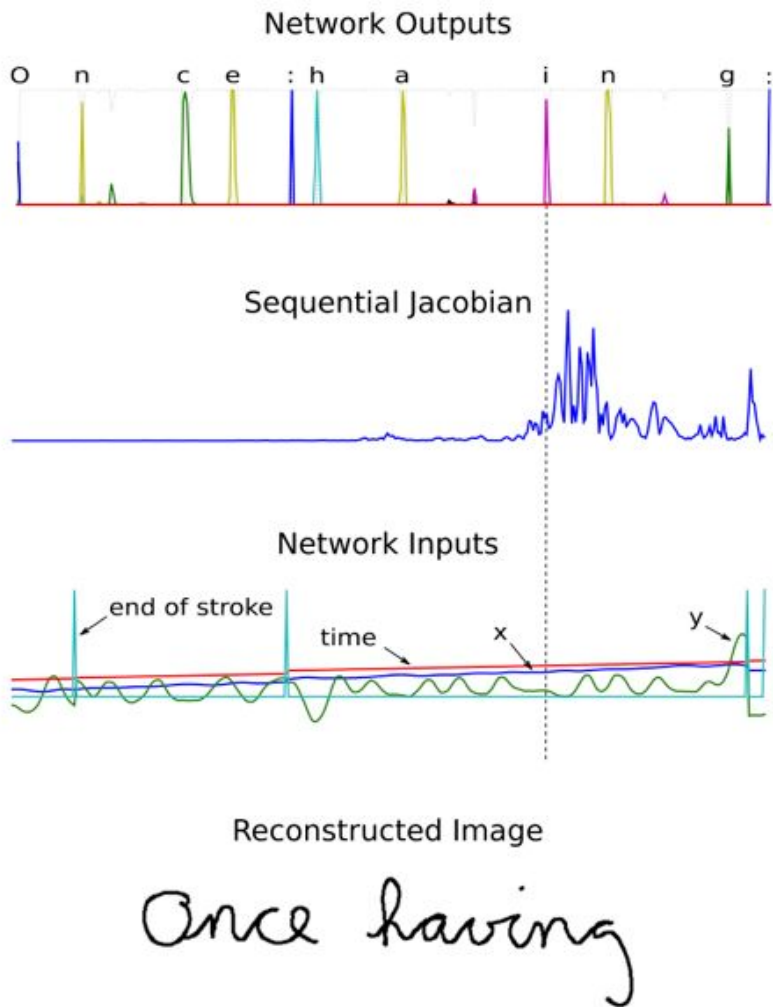 Network Outputs
O n c e : h a i n g :
Sequential Jacobian
Network Inputs
end of stroke
time
x
y
Reconstructed Image
Once having